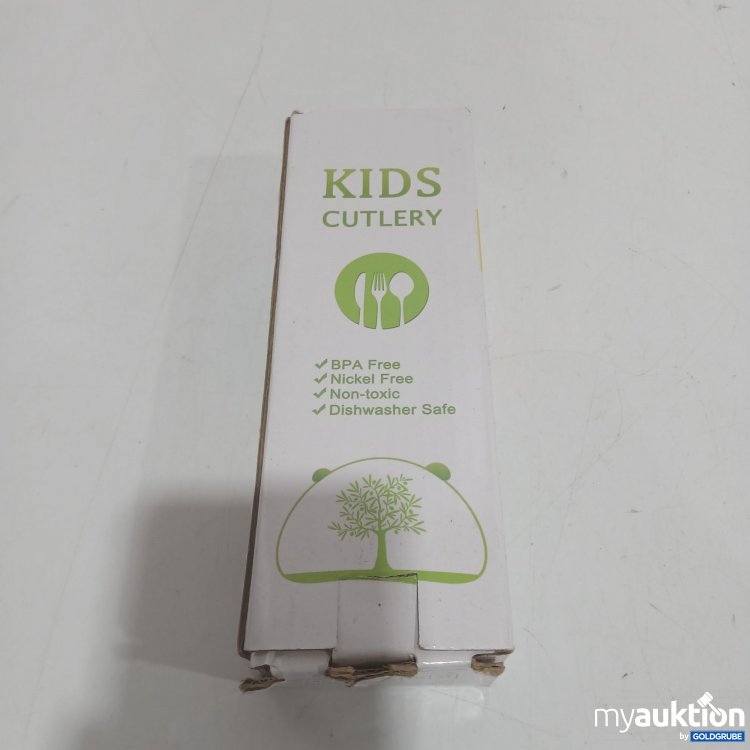 KIDS
CUTLERY
BPA Free
Nickel Free
Non-toxic
Dishwasher Safe
myauktion
by GOLDGRUBE